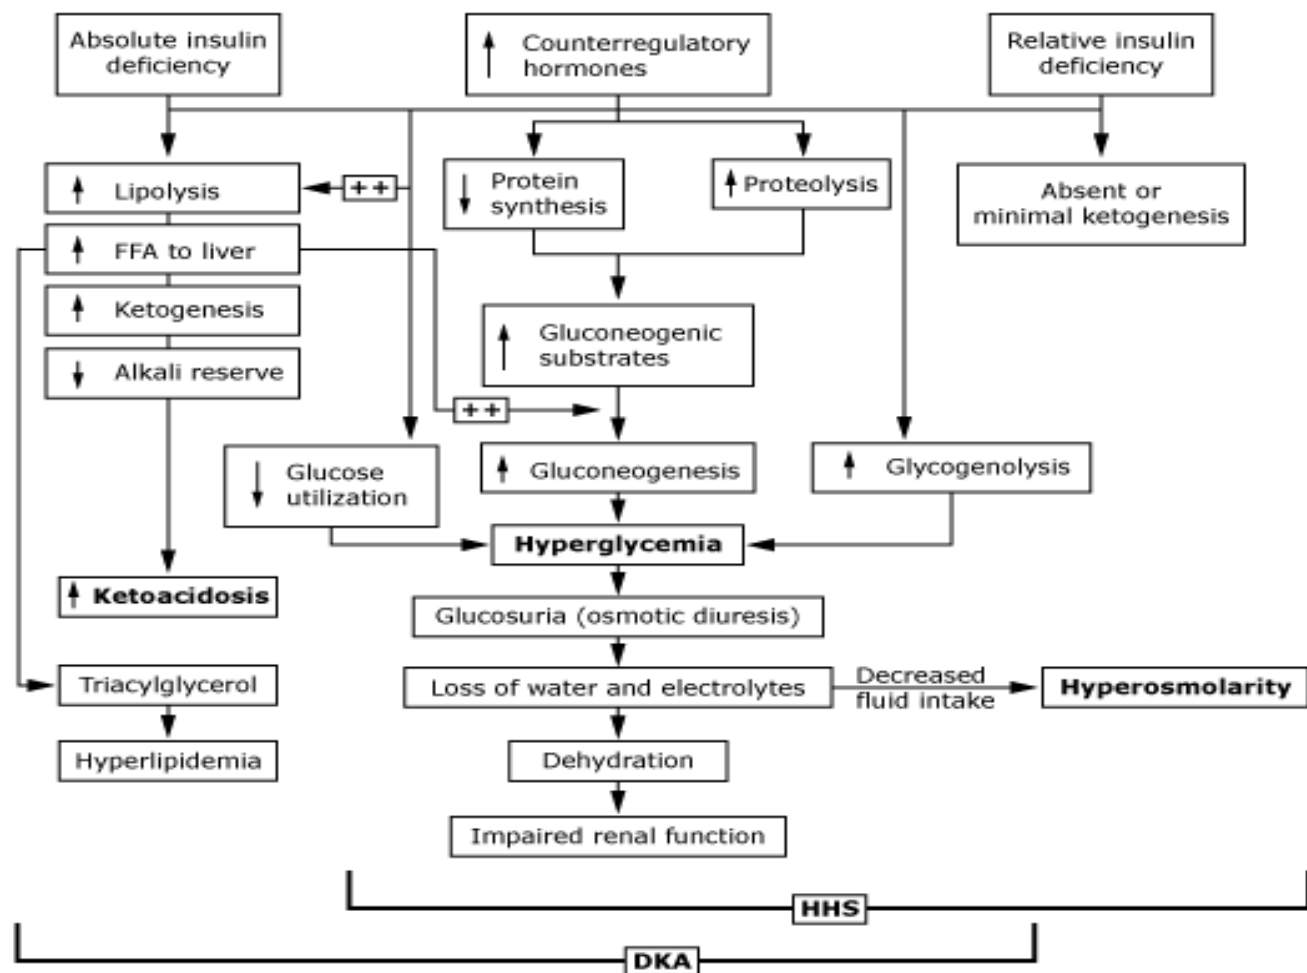 Absolute insulin
deficiency
↑ Counterregulatory
hormones
Relative insulin
deficiency
↑ Lipolysis
++
↓ Protein
synthesis
↑ Proteolysis
Absent or
minimal ketogenesis
↑ FFA to liver
↑ Ketogenesis
↓ Alkali reserve
↑ Gluconeogenic
substrates
++
↓ Glucose
utilization
↑ Gluconeogenesis
↑ Glycogenolysis
Hyperglycemia
↑ Ketoacidosis
Glucosuria (osmotic diuresis)
Triacylglycerol
Loss of water and electrolytes
Decreased
fluid intake
Hyperosmolarity
Hyperlipidemia
Dehydration
Impaired renal function
HHS
DKA